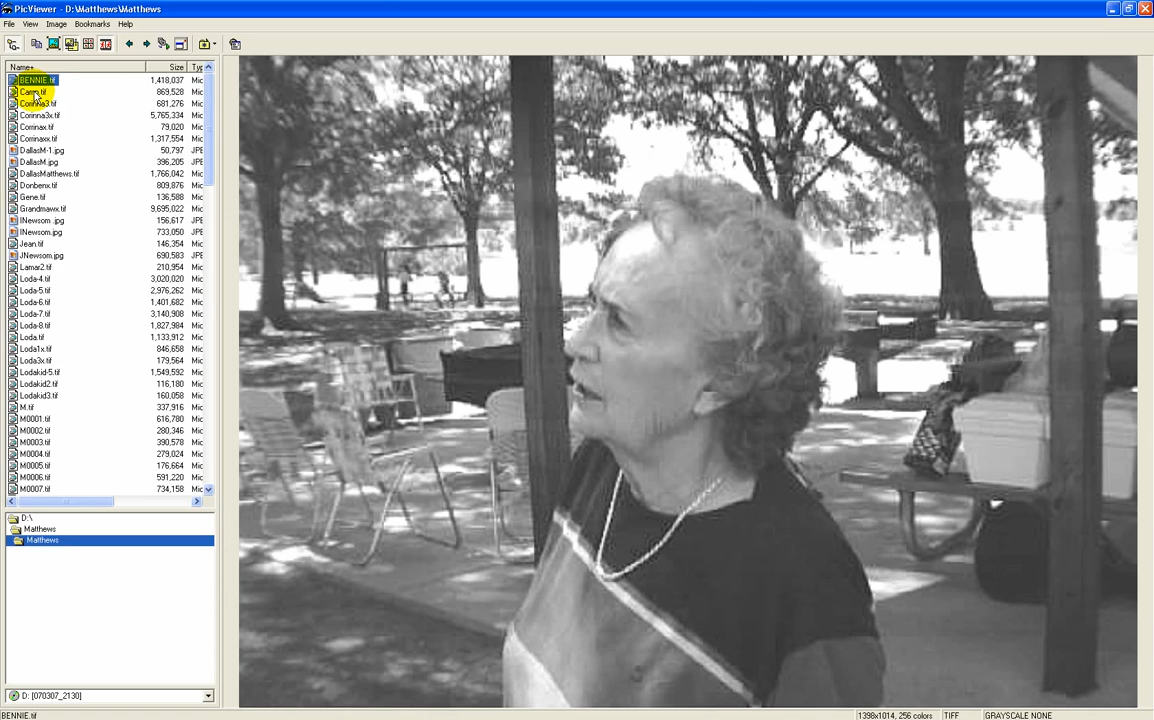 PicViewer - D:\Matthews\Matthews
File View Image Bookmarks Help
Name+ Size Typ
BENNIE.tif 1,418,037 Mic
869,528 Mic
Corinna3.tif 681,276 Mic
Corinna3x.tif 5,765,334 Mic
Corrinax.tif 79,020 Mic
Corrinaxx.tif 1,317,554 Mic
DallasM-1.jpg 50,797 JPE
DallasM.jpg 396,205 JPE
DallasMatthews.tif 1,766,042 Mic
Donbenx.tif 809,876 Mic
Gene.tif 136,588 Mic
Grandmawx.tif 9,695,022 Mic
INewsom .jpg 156,617 JPE
INewsom.jpg 733,050 JPE
Jean.tif 146,354 Mic
JNewsom.jpg 690,583 JPE
Lamar2.tif 210,954 Mic
Loda-4.tif 3,020,020 Mic
Loda-5.tif 2,976,262 Mic
Loda-6.tif 1,401,682 Mic
Loda-7.tif 3,140,908 Mic
Loda-8.tif 1,827,984 Mic
Loda.tif 1,133,912 Mic
Loda1x.tif 846,658 Mic
Loda3x.tif 179,564 Mic
Lodakid-5.tif 1,549,592 Mic
Lodakid2.tif 116,180 Mic
Lodakid3.tif 160,058 Mic
M.tif 337,916 Mic
M0001.tif 616,780 Mic
M0002.tif 280,346 Mic
M0003.tif 390,578 Mic
M0004.tif 279,024 Mic
M0005.tif 176,664 Mic
M0006.tif 591,220 Mic
M0007.tif 734,158 Mic
D:\
Matthews
Matthews
D: [070307_2130]
BENNIE.tif 1398x1014, 256 colors TIFF GRAYSCALE NONE